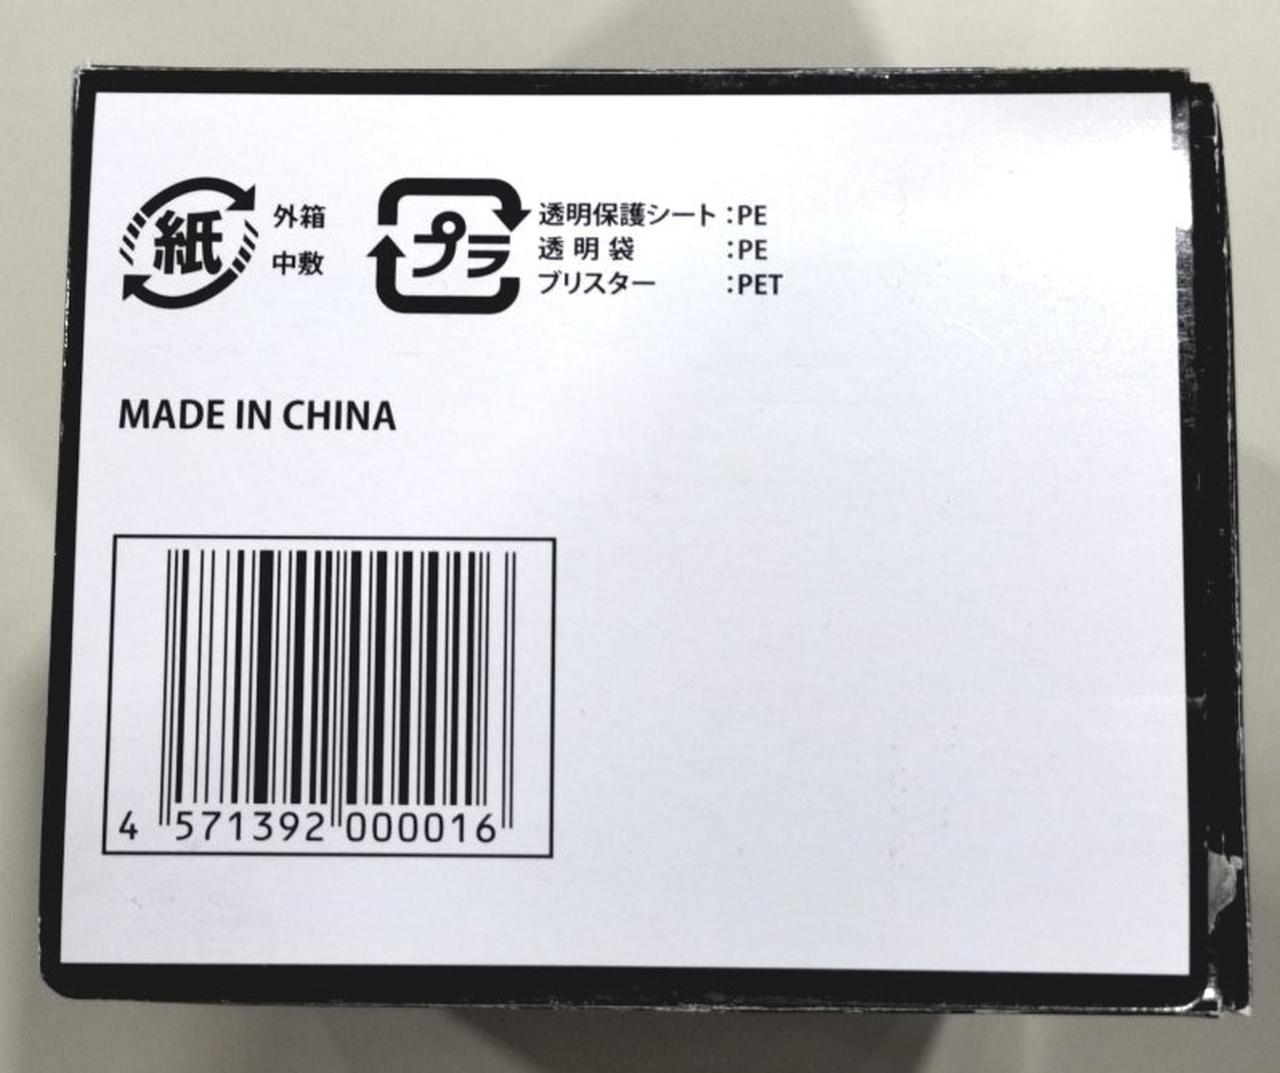 紙 外箱
中敷
プラ 透明保護シート：PE
透明袋：PE
ブリスター：PET
MADE IN CHINA
4 571392 000016